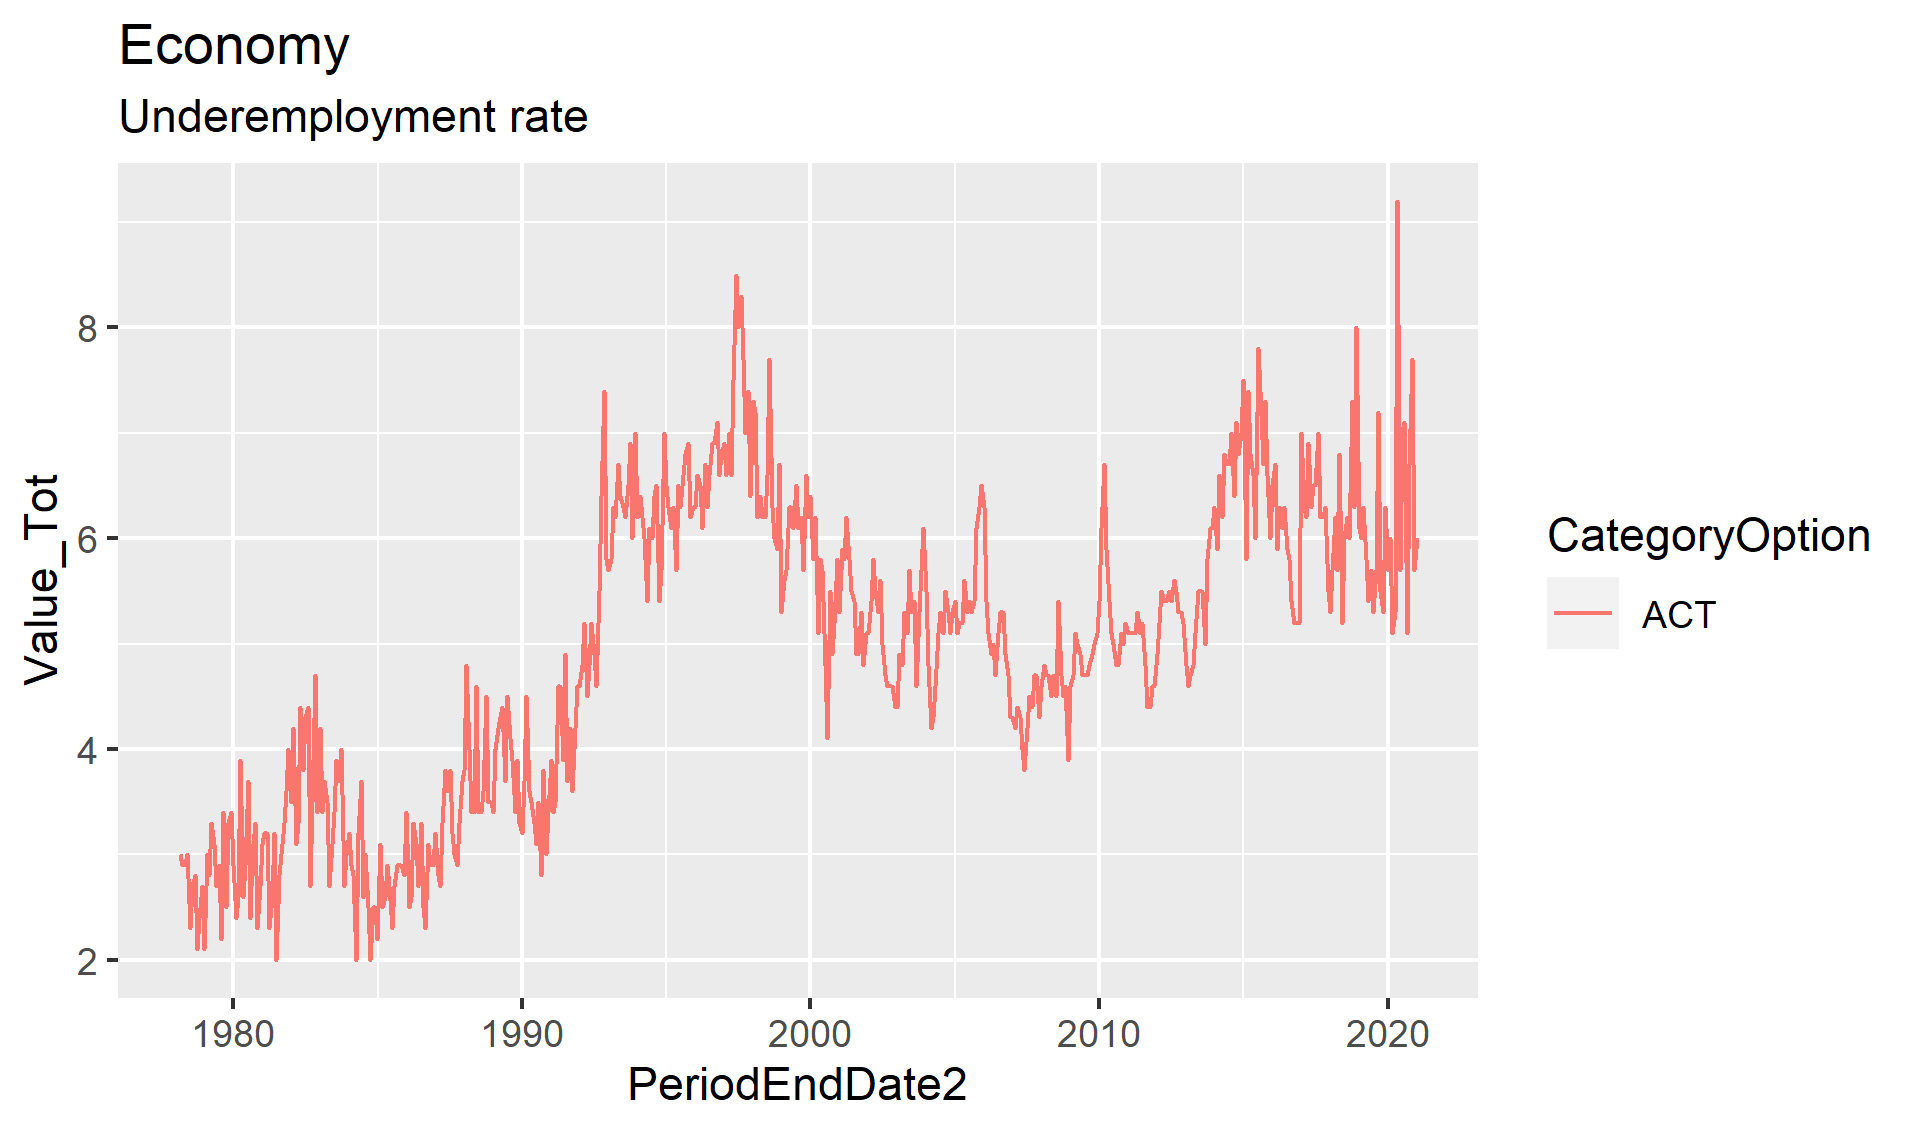 Economy
Underemployment rate
Value_Tot
8
6
4
2
1980 1990 2000 2010 2020
PeriodEndDate2
CategoryOption
ACT